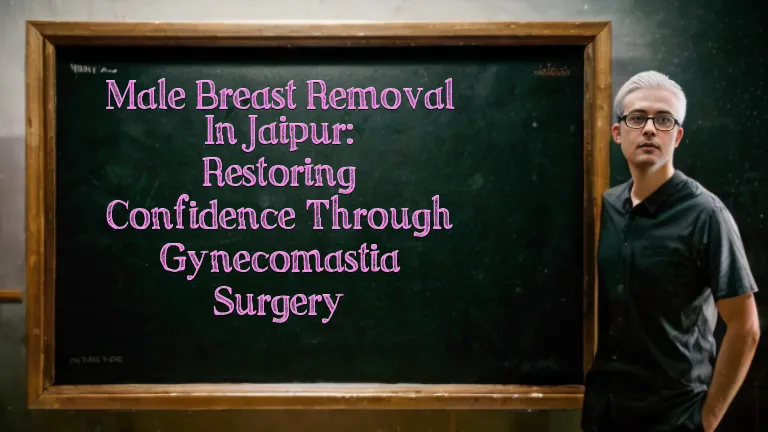 Male Breast Removal
In Jaipur:
Restoring
Confidence Through
Gynecomastia
Surgery